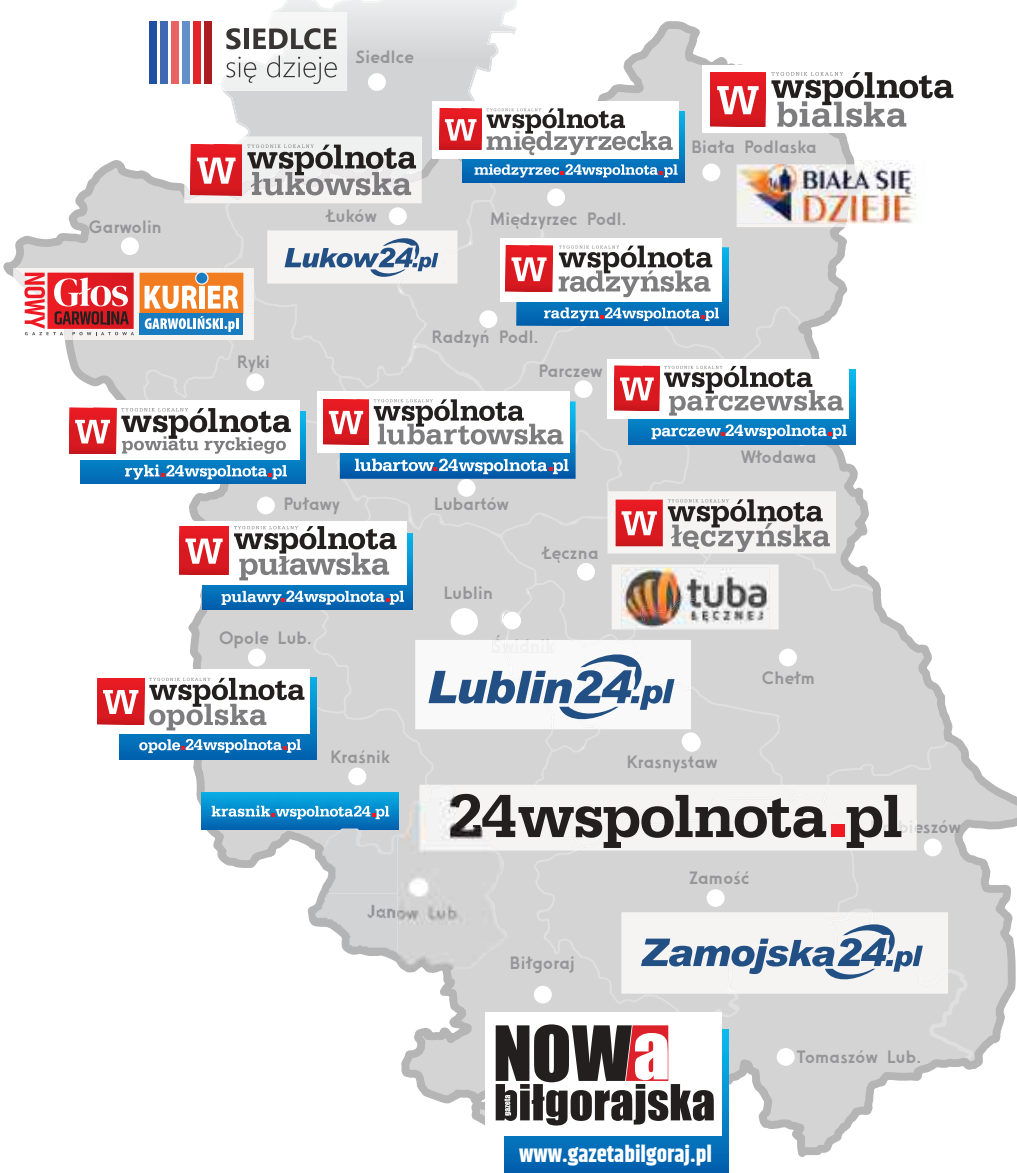 SIEDLCE
się dzieje
Siedlce
TYGODNIK LOKALNY
W wspólnota
bialska
TYGODNIK LOKALNY
W wspólnota
międzyrzecka
miedzyrzec.24wspolnota.pl
Biała Podlaska
TYGODNIK LOKALNY
W wspólnota
łukowska
BIAŁA SIĘ
DZIEJE
Łuków
Międzyrzec Podl.
Garwolin
Lukow24.pl
TYGODNIK LOKALNY
W wspólnota
radzyńska
radzyn.24wspolnota.pl
NOWY
Głos
GARWOLINA
GAZETA POWIATOWA
KURIER
GARWOLIŃSKI.pl
Radzyń Podl.
Ryki
Parczew
TYGODNIK LOKALNY
W wspólnota
parczewska
parczew.24wspolnota.pl
TYGODNIK LOKALNY
W wspólnota
powiatu ryckiego
ryki.24wspolnota.pl
TYGODNIK LOKALNY
W wspólnota
lubartowska
lubartow.24wspolnota.pl
Włodawa
Puławy
Lubartów
TYGODNIK LOKALNY
W wspólnota
łęczyńska
TYGODNIK LOKALNY
W wspólnota
puławska
pulawy.24wspolnota.pl
Łęczna
tuba
ŁĘCZNEJ
Lublin
Opole Lub.
Świdnik
Lublin24.pl
Chełm
TYGODNIK LOKALNY
W wspólnota
opolska
opole.24wspolnota.pl
Kraśnik
Krasnystaw
krasnik.wspolnota24.pl
24wspolnota.pl
bieszów
Zamość
Janow Lub.
Zamojska24.pl
Biłgoraj
NOWa
gazeta
biłgorajska
www.gazetabilgoraj.pl
Tomaszów Lub.